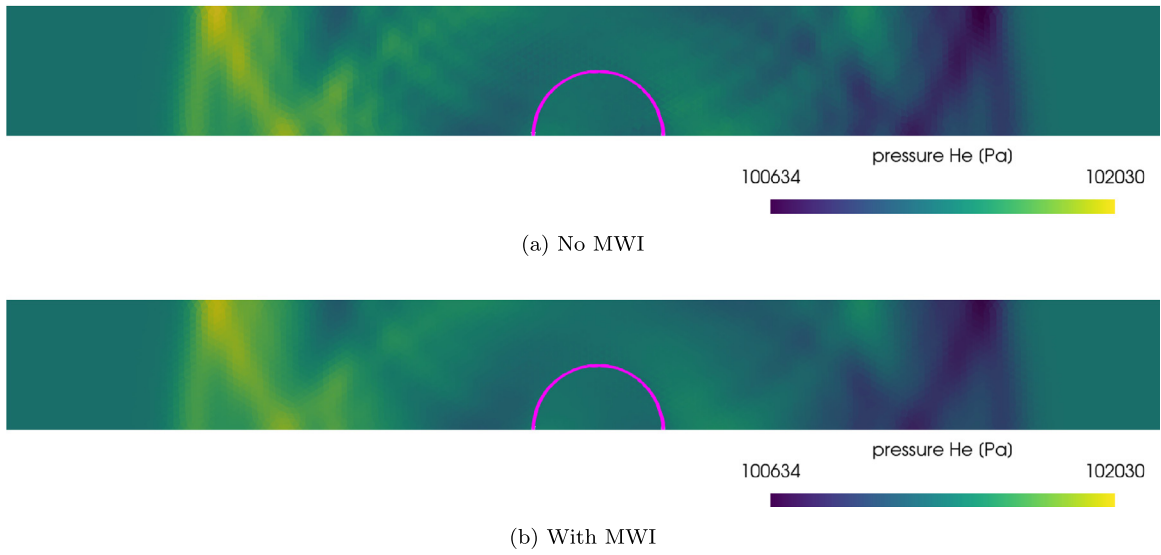 pressure He (Pa)
100634 102030
(a) No MWI
pressure He (Pa)
100634 102030
(b) With MWI